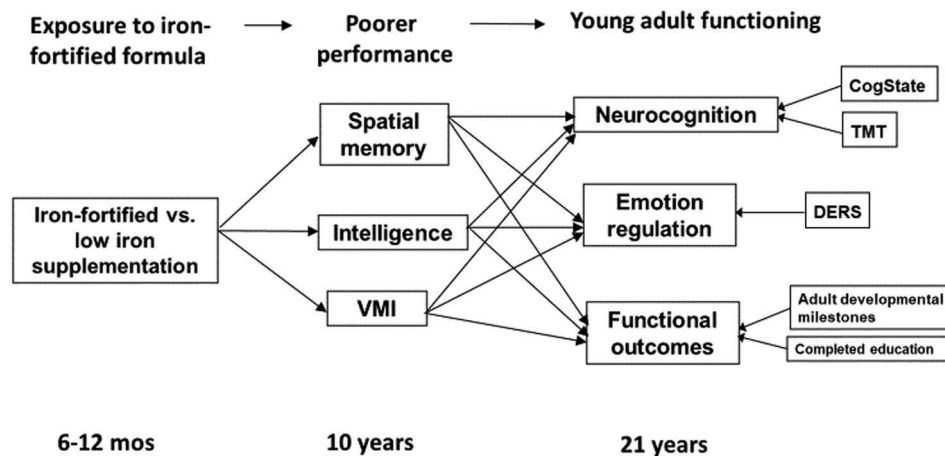 Exposure to iron-
fortified formula
Poorer
performance
Young adult functioning
Iron-fortified vs.
low iron
supplementation
Spatial
memory
Intelligence
VMI
Neurocognition
Emotion
regulation
Functional
outcomes
CogState
TMT
DERS
Adult developmental
milestones
Completed education
6-12 mos
10 years
21 years